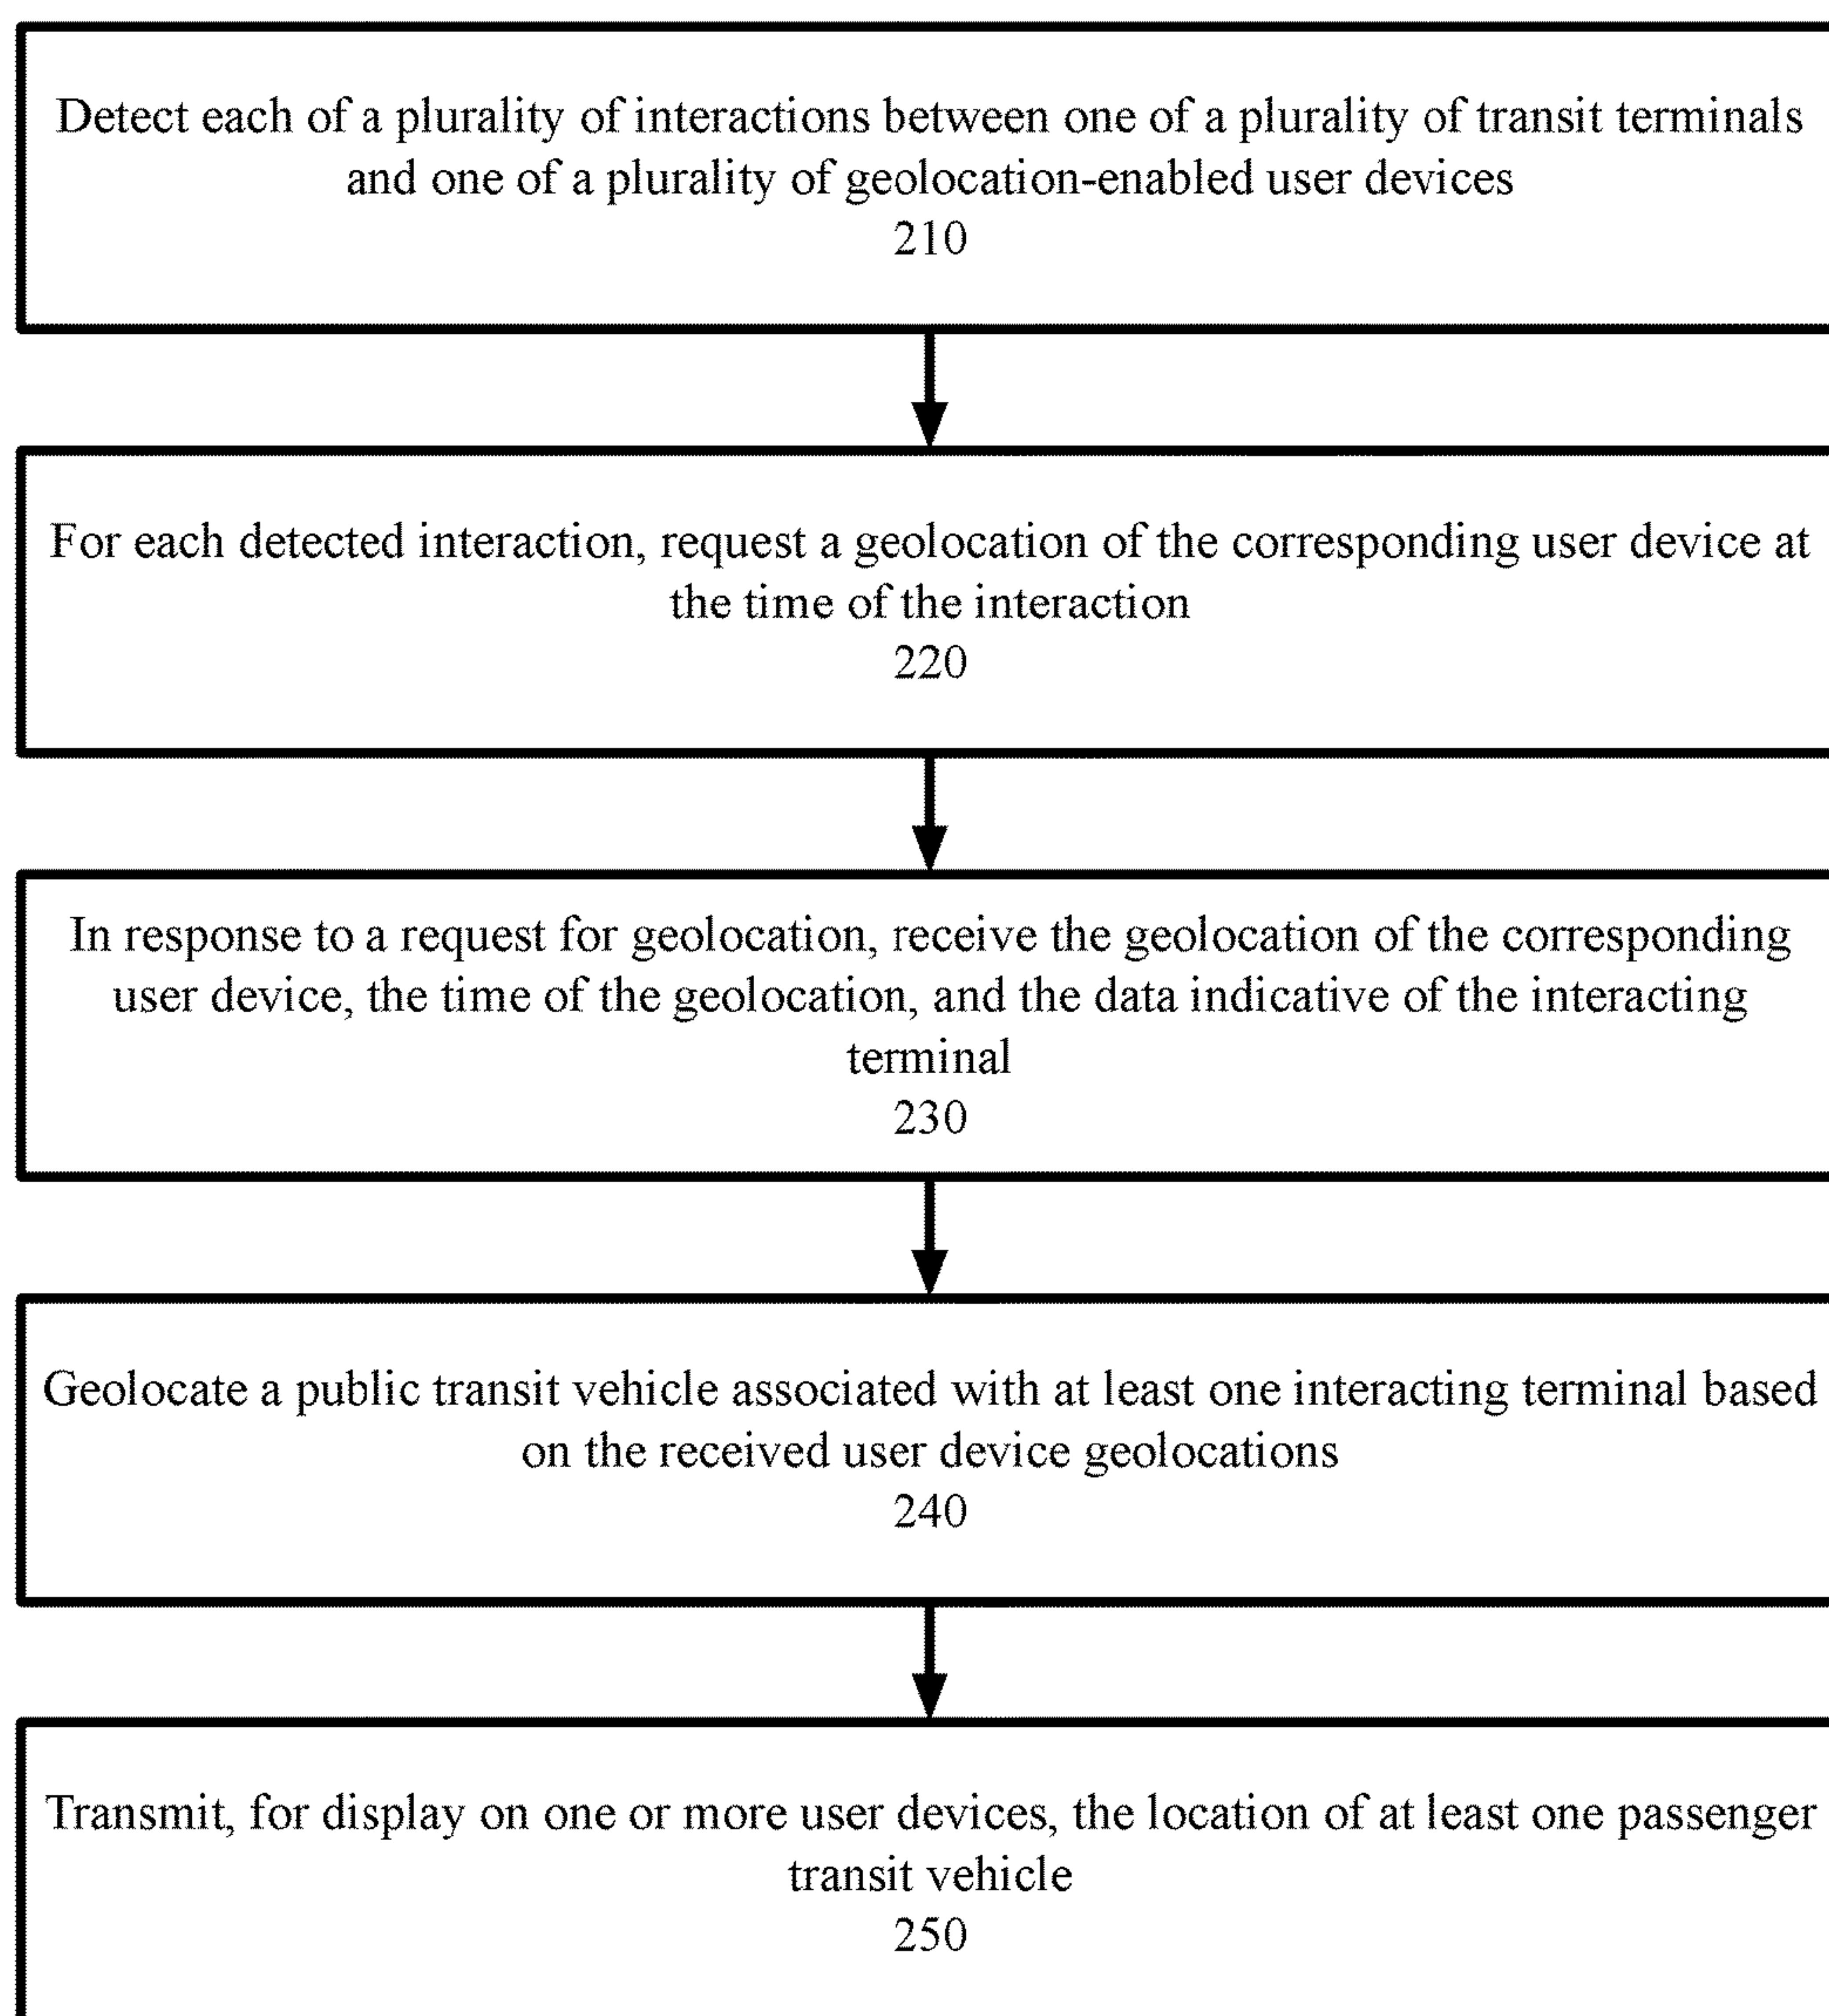 Detect each of a plurality of interactions between one of a plurality of transit terminals
and one of a plurality of geolocation-enabled user devices
210
For each detected interaction, request a geolocation of the corresponding user device at
the time of the interaction
220
In response to a request for geolocation, receive the geolocation of the corresponding
user device, the time of the geolocation, and the data indicative of the interacting
terminal
230
Geolocate a public transit vehicle associated with at least one interacting terminal based
on the received user device geolocations
240
Transmit, for display on one or more user devices, the location of at least one passenger
transit vehicle
250